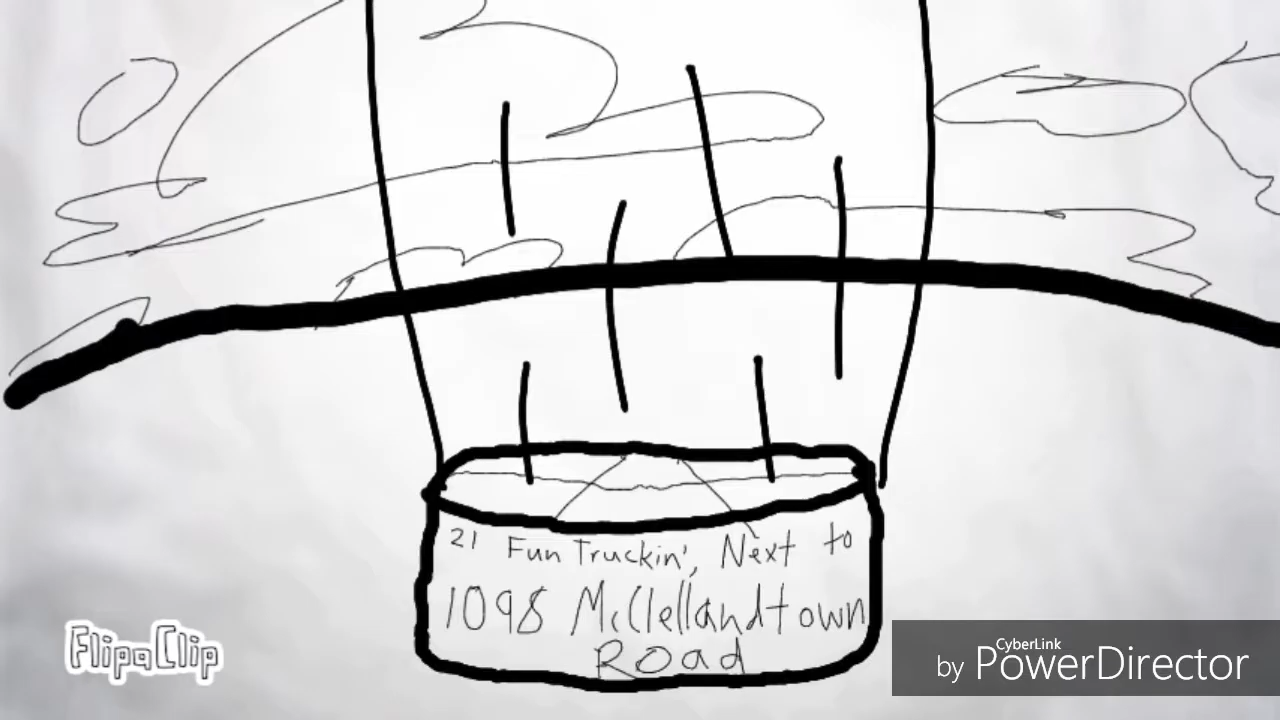 21 Fun Truckin', Next to
1098 McClellandtown
Road
FlipaClip
CyberLink
by PowerDirector